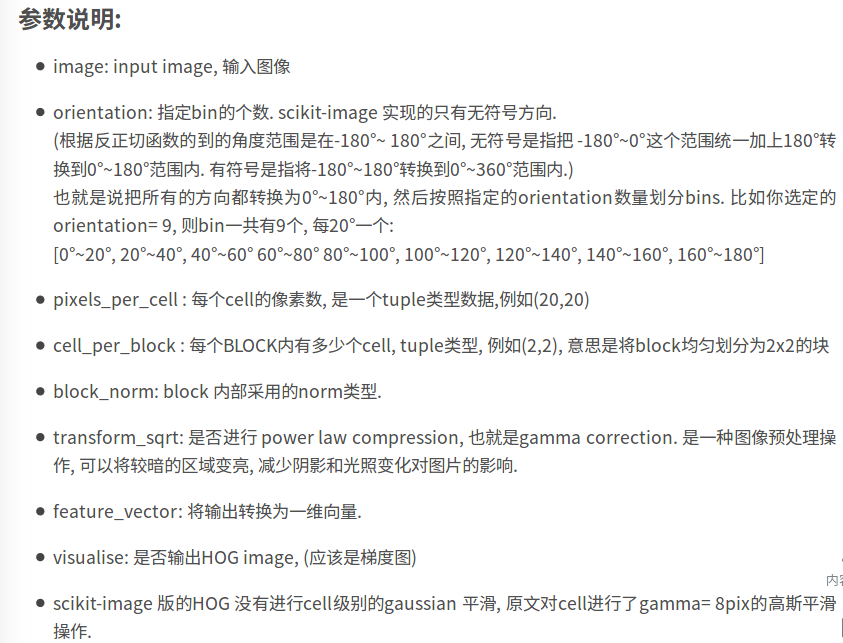 参数说明:
image: input image, 输入图像
orientation: 指定bin的个数. scikit-image 实现的只有无符号方向.
(根据反正切函数的到的角度范围是在-180°~ 180°之间, 无符号是指把 -180°~0°这个范围统一加上180°转
换到0°~180°范围内. 有符号是指将-180°~180°转换到0°~360°范围内.)
也就是说把所有的方向都转换为0°~180°内, 然后按照指定的orientation数量划分bins. 比如你选定的
orientation= 9, 则bin一共有9个, 每20°一个:
[0°~20°, 20°~40°, 40°~60° 60°~80° 80°~100°, 100°~120°, 120°~140°, 140°~160°, 160°~180°]
pixels_per_cell : 每个cell的像素数, 是一个tuple类型数据,例如(20,20)
cell_per_block : 每个BLOCK内有多少个cell, tuple类型, 例如(2,2), 意思是将block均匀划分为2x2的块
block_norm: block 内部采用的norm类型.
transform_sqrt: 是否进行 power law compression, 也就是gamma correction. 是一种图像预处理操
作, 可以将较暗的区域变亮, 减少阴影和光照变化对图片的影响.
feature_vector: 将输出转换为一维向量.
visualise: 是否输出HOG image, (应该是梯度图)
内
scikit-image 版的HOG 没有进行cell级别的gaussian 平滑, 原文对cell进行了gamma= 8pix的高斯平滑
操作.